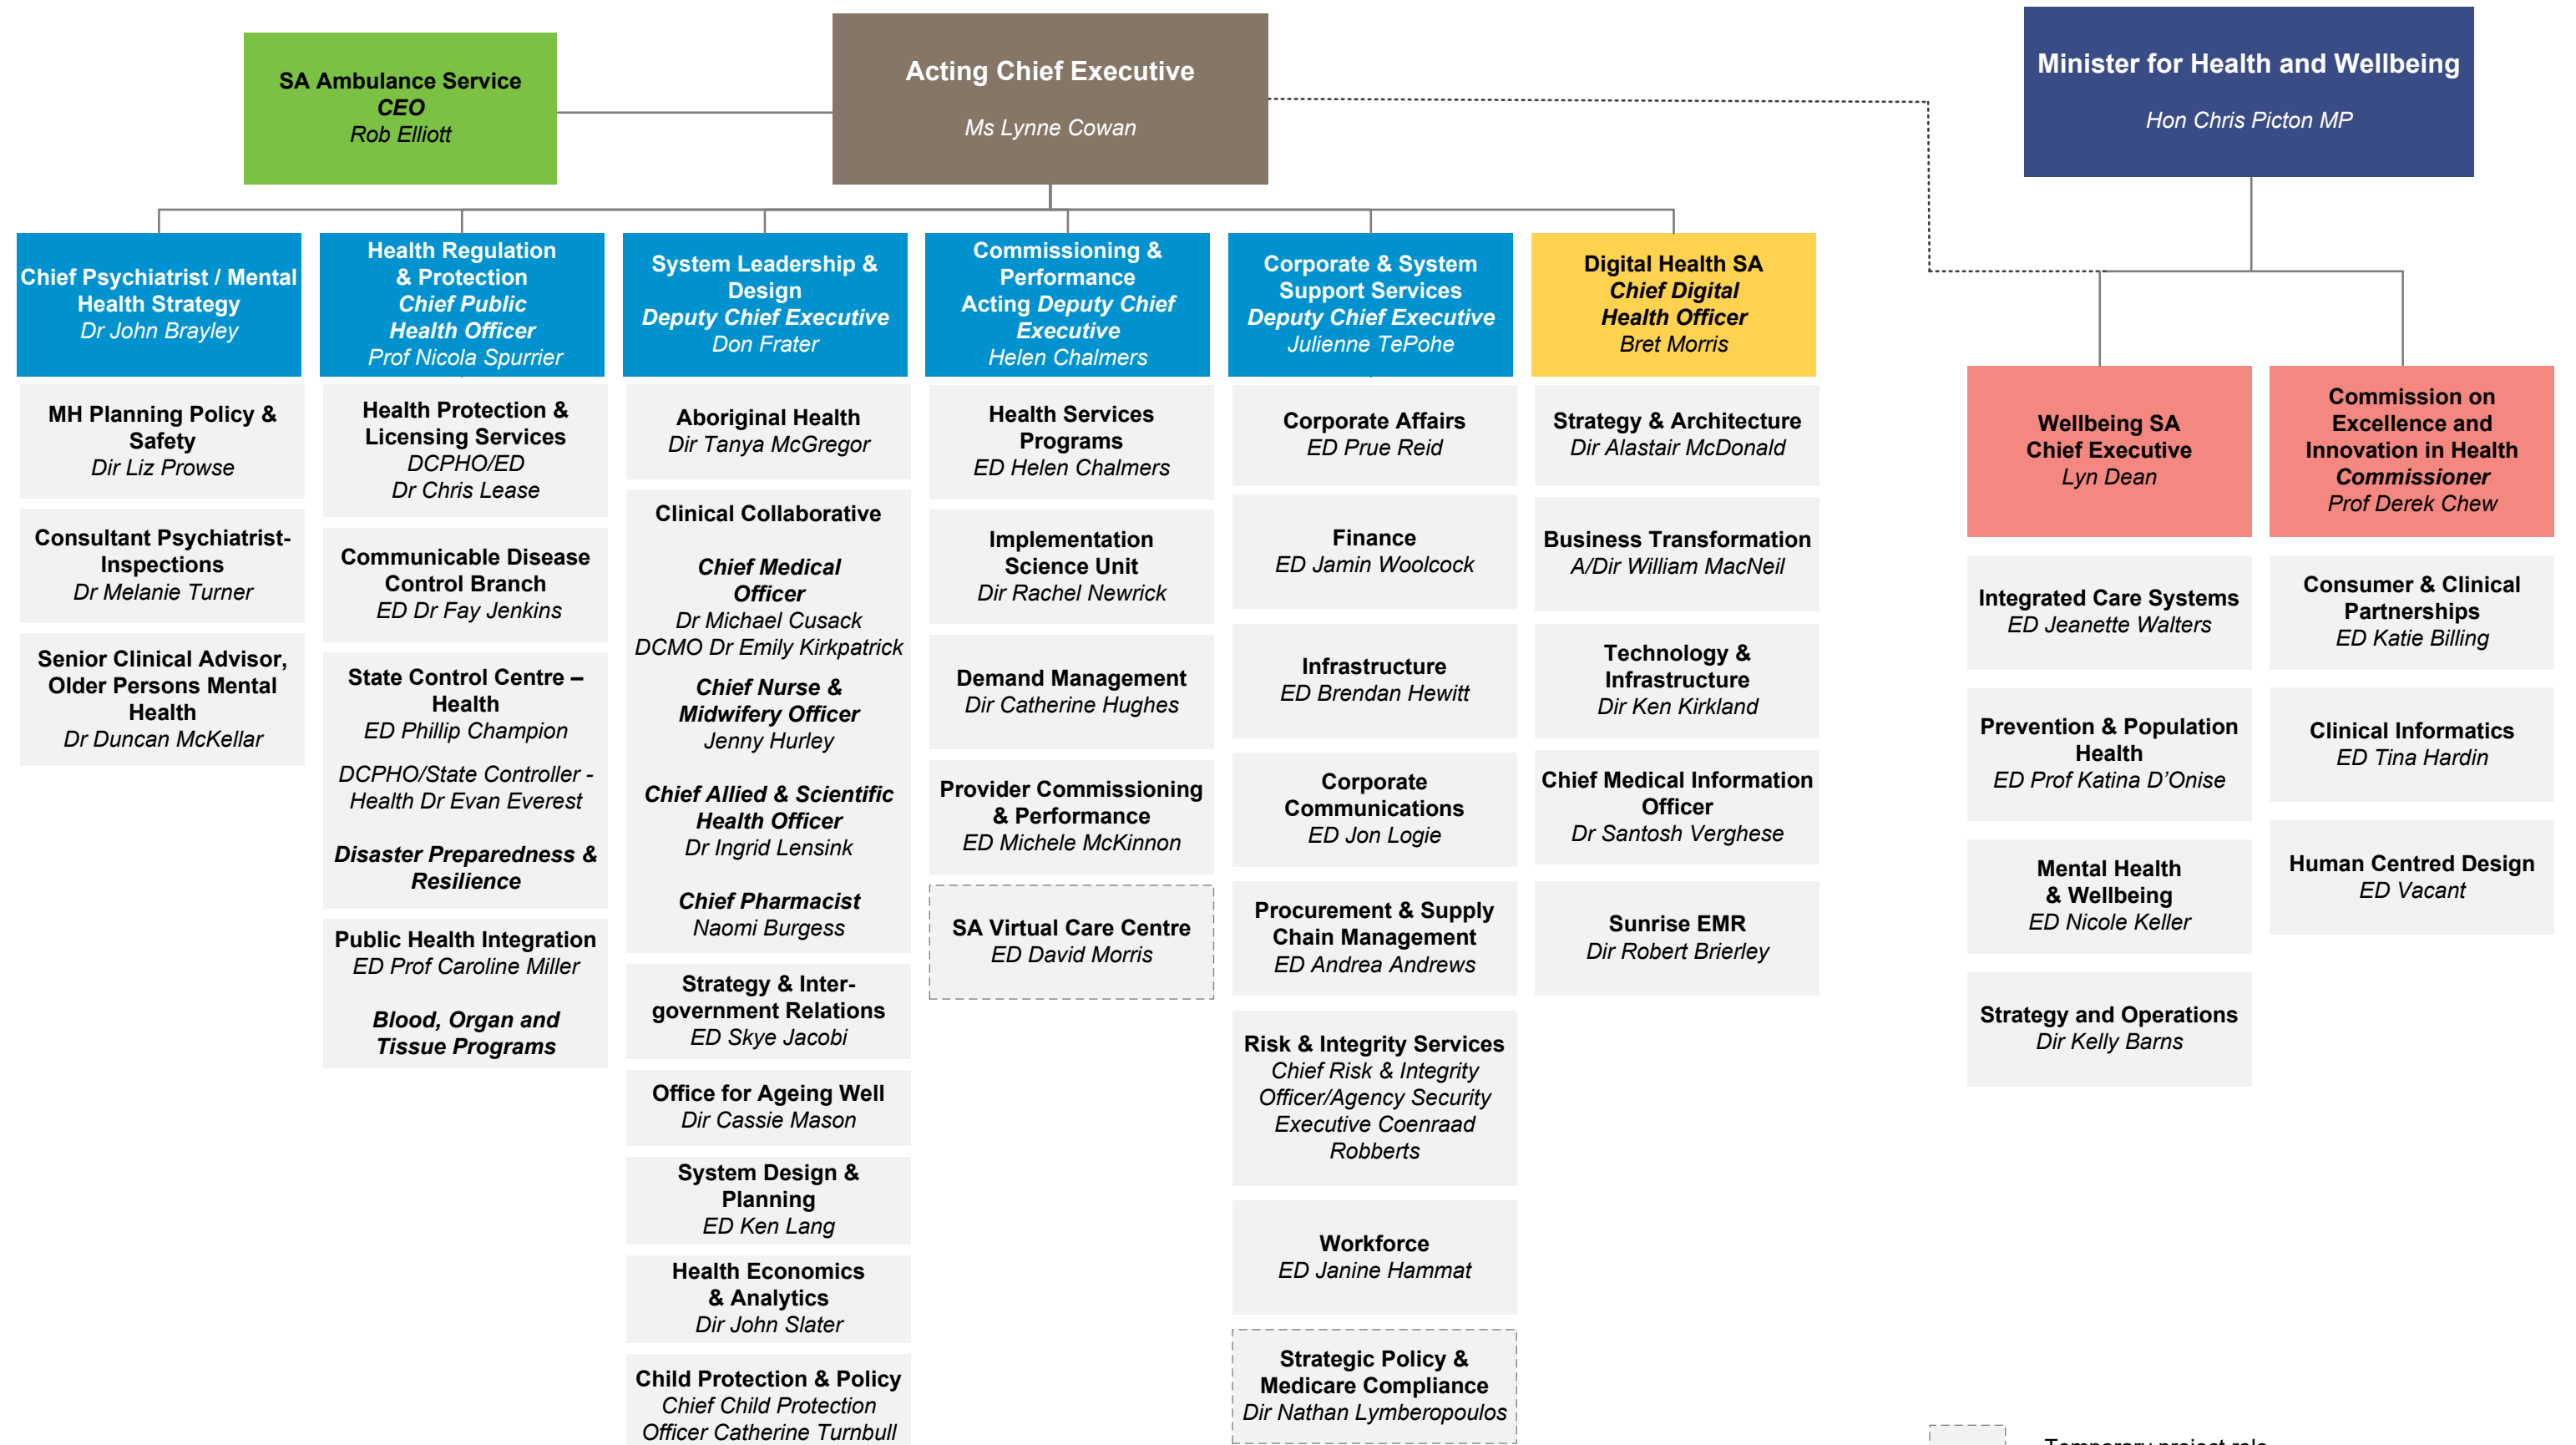 SA Ambulance Service
CEO
Rob Elliott
Acting Chief Executive
Ms Lynne Cowan
Minister for Health and Wellbeing
Hon Chris Picton MP
Chief Psychiatrist / Mental
Health Strategy
Dr John Brayley
MH Planning Policy &
Safety
Dir Liz Prowse
Consultant Psychiatrist-
Inspections
Dr Melanie Turner
Senior Clinical Advisor,
Older Persons Mental
Health
Dr Duncan McKellar
Health Regulation
& Protection
Chief Public
Health Officer
Prof Nicola Spurrier
Health Protection &
Licensing Services
DCPHO/ED
Dr Chris Lease
Communicable Disease
Control Branch
ED Dr Fay Jenkins
State Control Centre –
Health
ED Phillip Champion
DCPHO/State Controller -
Health Dr Evan Everest
Disaster Preparedness &
Resilience
Public Health Integration
ED Prof Caroline Miller
Blood, Organ and
Tissue Programs
System Leadership &
Design
Deputy Chief Executive
Don Frater
Aboriginal Health
Dir Tanya McGregor
Clinical Collaborative
Chief Medical
Officer
Dr Michael Cusack
DCMO Dr Emily Kirkpatrick
Chief Nurse &
Midwifery Officer
Jenny Hurley
Chief Allied & Scientific
Health Officer
Dr Ingrid Lensink
Chief Pharmacist
Naomi Burgess
Strategy & Inter-
government Relations
ED Skye Jacobi
Office for Ageing Well
Dir Cassie Mason
System Design &
Planning
ED Ken Lang
Health Economics
& Analytics
Dir John Slater
Child Protection & Policy
Chief Child Protection
Officer Catherine Turnbull
Commissioning &
Performance
Acting Deputy Chief
Executive
Helen Chalmers
Health Services
Programs
ED Helen Chalmers
Implementation
Science Unit
Dir Rachel Newrick
Demand Management
Dir Catherine Hughes
Provider Commissioning
& Performance
ED Michele McKinnon
SA Virtual Care Centre
ED David Morris
Corporate & System
Support Services
Deputy Chief Executive
Julienne TePohe
Corporate Affairs
ED Prue Reid
Finance
ED Jamin Woolcock
Infrastructure
ED Brendan Hewitt
Corporate
Communications
ED Jon Logie
Procurement & Supply
Chain Management
ED Andrea Andrews
Risk & Integrity Services
Chief Risk & Integrity
Officer/Agency Security
Executive Coenraad
Robberts
Workforce
ED Janine Hammat
Strategic Policy &
Medicare Compliance
Dir Nathan Lymberopoulos
Digital Health SA
Chief Digital
Health Officer
Bret Morris
Strategy & Architecture
Dir Alastair McDonald
Business Transformation
A/Dir William MacNeil
Technology &
Infrastructure
Dir Ken Kirkland
Chief Medical Information
Officer
Dr Santosh Verghese
Sunrise EMR
Dir Robert Brierley
Wellbeing SA
Chief Executive
Lyn Dean
Integrated Care Systems
ED Jeanette Walters
Prevention & Population
Health
ED Prof Katina D’Onise
Mental Health
& Wellbeing
ED Nicole Keller
Strategy and Operations
Dir Kelly Barns
Commission on
Excellence and
Innovation in Health
Commissioner
Prof Derek Chew
Consumer & Clinical
Partnerships
ED Katie Billing
Clinical Informatics
ED Tina Hardin
Human Centred Design
ED Vacant
Temporary project role